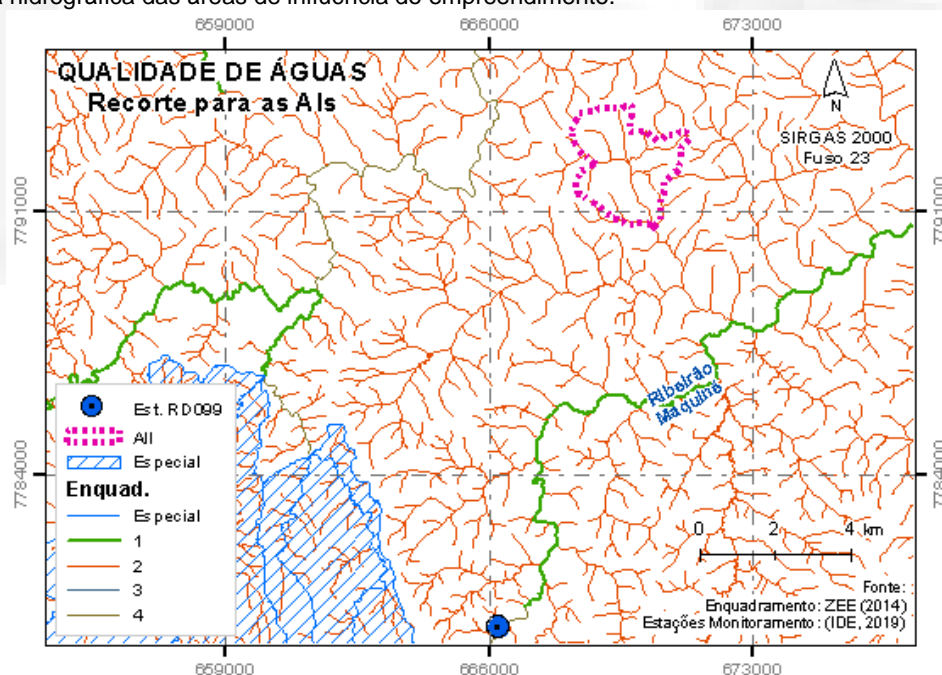 a hidrográfica das áreas de influência do empreendimento.
659000 666000 673000
QUALIDADE DE ÁGUAS
Recorte para as AIs
N
SIRGAS 2000
Fuso 23
7791000 7791000
Ribeirão
Maquiné
Est. RD099
AII
Especial
Enquad.
Especial
1
2
3
4
7784000 7784000
0 2 4 km
Fonte:
Enquadramento: ZEE (2014)
Estações Monitoramento: (IDE, 2019)
659000 666000 673000